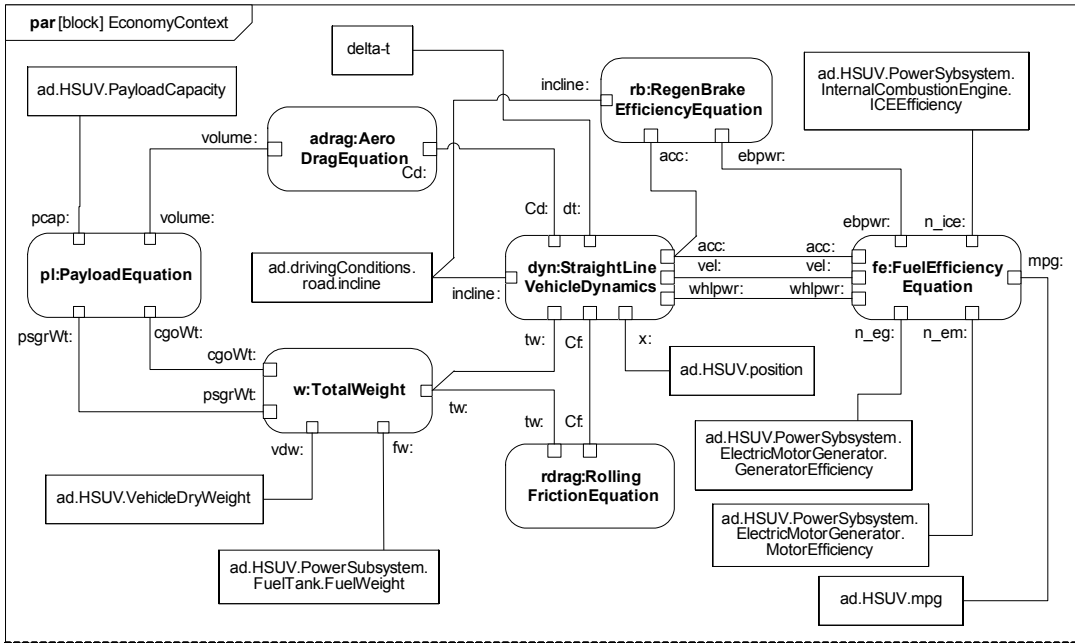 par [block] EconomyContext
delta-t
ad.HSUV.PayloadCapacity
incline:
rb:RegenBrake
EfficiencyEquation
ad.HSUV.PowerSybsystem.
InternalCombustionEngine.
ICEEfficiency
volume:
adrag:Aero
DragEquation
Cd:
acc:
ebpwr:
pcap:
volume:
Cd:
dt:
ebpwr:
n_ice:
pl:PayloadEquation
ad.drivingConditions.
road.incline
incline:
dyn:StraightLine
VehicleDynamics
acc:
vel:
whlpwr:
acc:
vel:
whlpwr:
fe:FuelEfficiency
Equation
mpg:
psgrWt:
cgoWt:
cgoWt:
psgrWt:
w:TotalWeight
tw:
Cf:
x:
n_eg:
n_em:
ad.HSUV.position
vdw:
fw:
tw:
tw:
Cf:
ad.HSUV.PowerSybsystem.
ElectricMotorGenerator.
GeneratorEfficiency
rdrag:Rolling
FrictionEquation
ad.HSUV.VehicleDryWeight
ad.HSUV.PowerSybsystem.
ElectricMotorGenerator.
MotorEfficiency
ad.HSUV.PowerSubsystem.
FuelTank.FuelWeight
ad.HSUV.mpg